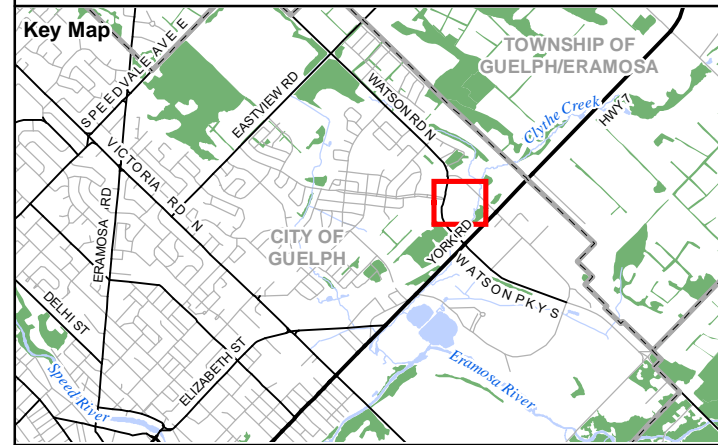 Key Map
TOWNSHIP OF
GUELPH/ERAMOSA
SPEEDVALE AVE E
EASTVIEW RD
WATSON RD N
Clythe Creek
HWY 7
VICTORIA RD N
ERAMOSA RD
CITY OF
GUELPH
YORK RD
WATSON PKY S
DELHI ST
ELIZABETH ST
Speed River
Eramosa River